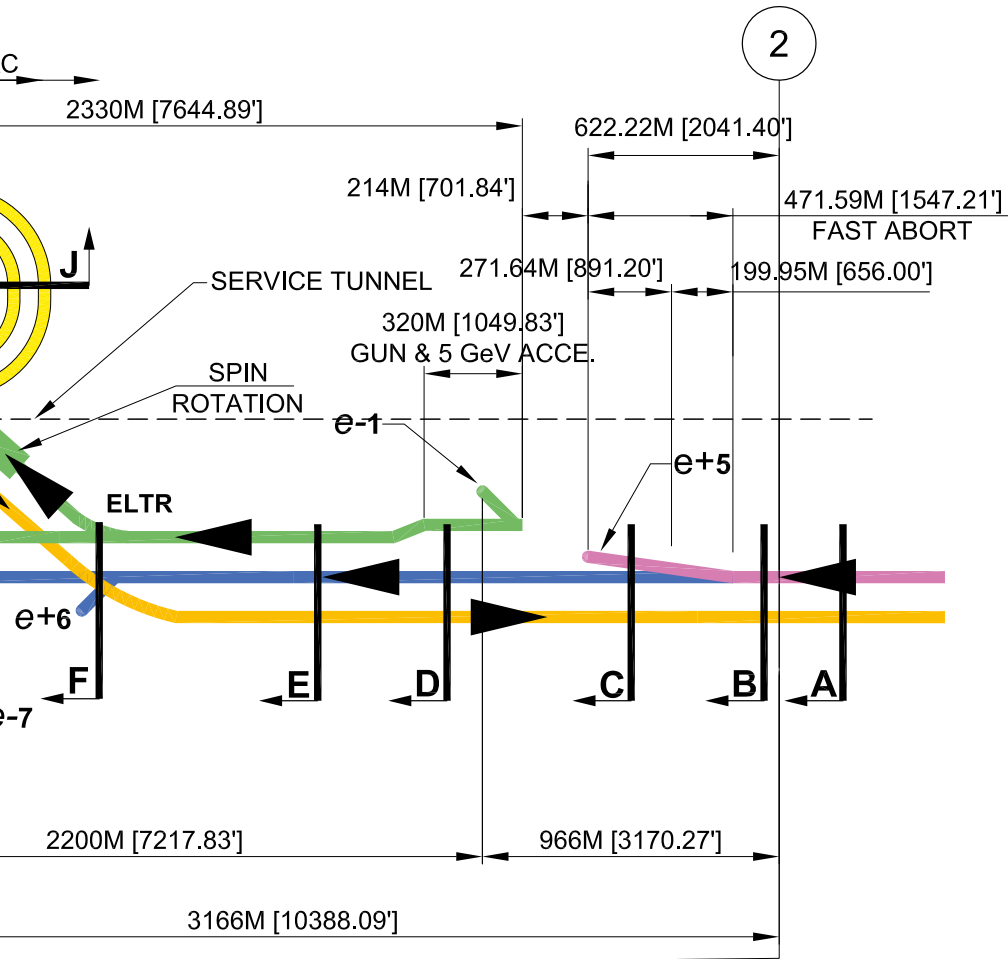 2
C
2330M [7644.89']
622.22M [2041.40']
214M [701.84']
471.59M [1547.21']
FAST ABORT
J
SERVICE TUNNEL
271.64M [891.20']
199.95M [656.00']
320M [1049.83']
GUN & 5 GeV ACCE.
SPIN
ROTATION
e-1
e+5
ELTR
e+6
F
E
D
C
B
A
e-7
2200M [7217.83']
966M [3170.27']
3166M [10388.09']